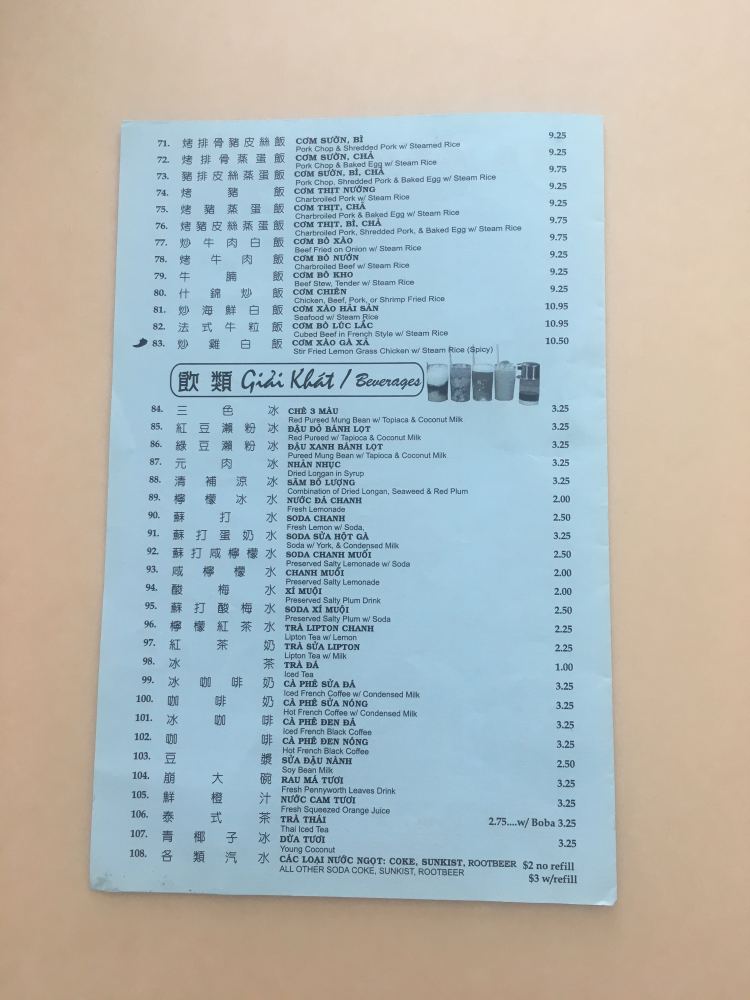 71. 烤排骨豬皮絲飯 CƠM SƯỜN, BÌ 9.25
Pork Chop & Shredded Pork w/ Steamed Rice
72. 烤排骨蒸蛋飯 CƠM SƯỜN, CHẢ 9.25
Pork Chop & Baked Egg w/ Steam Rice
73. 豬排皮絲蒸蛋飯 CƠM SƯỜN, BÌ, CHẢ 9.75
Pork Chop, Shredded Pork & Baked Egg w/ Steam Rice
74. 烤豬飯 CƠM THỊT NƯỚNG 9.25
Charbroiled Pork w/ Steam Rice
75. 烤豬蒸蛋飯 CƠM THỊT, CHẢ 9.25
Charbroiled Pork & Baked Egg w/ Steam Rice
76. 烤豬皮絲蒸蛋飯 CƠM THỊT, BÌ, CHẢ 9.75
Charbroiled Pork, Shredded Pork, & Baked Egg w/ Steam Rice
77. 炒牛肉白飯 CƠM BÒ XÀO 9.75
Beef Fried on Onion w/ Steam Rice
78. 烤牛肉飯 CƠM BÒ NƯỚN 9.25
Charbroiled Beef w/ Steam Rice
79. 牛腩飯 CƠM BÒ KHO 9.25
Beef Stew, Tender w/ Steam Rice
80. 什錦炒飯 CƠM CHIÊN 9.25
Chicken, Beef, Pork, or Shrimp Fried Rice
81. 炒海鮮白飯 CƠM XÀO HẢI SẢN 10.95
Seafood w/ Steam Rice
82. 法式牛粒飯 CƠM BÒ LÚC LẮC 10.95
Cubed Beef in French Style w/ Steam Rice
83. 炒雞白飯 CƠM XÀO GÀ XẢ 10.50
Stir Fried Lemon Grass Chicken w/ Steam Rice (Spicy)
飲類 Giải Khát / Beverages
84. 三色冰 CHÈ 3 MÀU 3.25
Red Pureed Mung Bean w/ Topiaca & Coconut Milk
85. 紅豆瀨粉冰 ĐẬU ĐỎ BÁNH LỌT 3.25
Red Pureed w/ Tapioca & Coconut Milk
86. 綠豆瀨粉冰 ĐẬU XANH BÁNH LỌT 3.25
Pureed Mung Bean w/ Tapioca & Coconut Milk
87. 元肉冰 NHÃN NHỤC 3.25
Dried Longan in Syrup
88. 清補涼冰 SÂM BỔ LƯỢNG 3.25
Combination of Dried Longan, Seaweed & Red Plum
89. 檸檬冰水 NƯỚC ĐÁ CHANH 2.00
Fresh Lemonade
90. 蘇打水 SODA CHANH 2.50
Fresh Lemon w/ Soda,
91. 蘇打蛋奶水 SODA SỬA HỘT GÀ 3.25
Soda w/ York, & Condensed Milk
92. 蘇打咸檸檬水 SODA CHANH MUỐI 2.50
Preserved Salty Lemonade w/ Soda
93. 咸檸檬水 CHANH MUỐI 2.00
Preserved Salty Lemonade
94. 酸梅水 XÍ MUỘI 2.00
Preserved Salty Plum Drink
95. 蘇打酸梅水 SODA XÍ MUỘI 2.50
Preserved Salty Plum w/ Soda
96. 檸檬紅茶水 TRÀ LIPTON CHANH 2.25
Lipton Tea w/ Lemon
97. 紅茶奶 TRÀ SỬA LIPTON 2.25
Lipton Tea w/ Milk
98. 冰茶 TRÀ ĐÁ 1.00
Iced Tea
99. 冰咖啡奶 CÀ PHÊ SỬA ĐÁ 3.25
Iced French Coffee w/ Condensed Milk
100. 咖啡奶 CÀ PHÊ SỬA NÓNG 3.25
Hot French Coffee w/ Condensed Milk
101. 冰咖啡 CÀ PHÊ ĐEN ĐÁ 3.25
Iced French Black Coffee
102. 咖啡 CÀ PHÊ ĐEN NÓNG 3.25
Hot French Black Coffee
103. 豆漿 SỬA ĐẬU NÀNH 2.50
Soy Bean Milk
104. 崩大碗 RAU MÁ TƯƠI 3.25
Fresh Pennyworth Leaves Drink
105. 鮮橙汁 NƯỚC CAM TƯƠI 3.25
Fresh Squeezed Orange Juice
106. 泰式茶 TRÀ THÁI 2.75....w/ Boba 3.25
Thai Iced Tea
107. 青椰子冰 DỪA TƯƠI 3.25
Young Coconut
108. 各類汽水 CÁC LOẠI NƯỚC NGỌT: COKE, SUNKIST, ROOTBEER $2 no refill
ALL OTHER SODA COKE, SUNKIST, ROOTBEER $3 w/refill